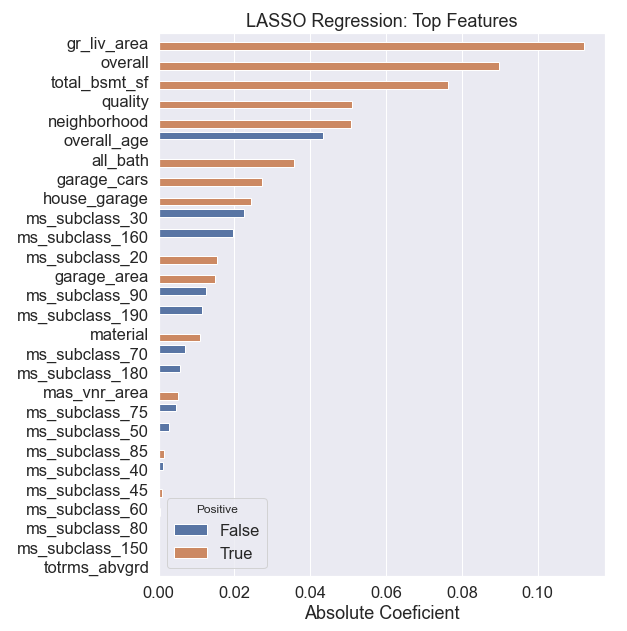 LASSO Regression: Top Features
gr_liv_area
overall
total_bsmt_sf
quality
neighborhood
overall_age
all_bath
garage_cars
house_garage
ms_subclass_30
ms_subclass_160
ms_subclass_20
garage_area
ms_subclass_90
ms_subclass_190
material
ms_subclass_70
ms_subclass_180
mas_vnr_area
ms_subclass_75
ms_subclass_50
ms_subclass_85
ms_subclass_40
ms_subclass_45
ms_subclass_60
ms_subclass_80
ms_subclass_150
totrms_abvgrd
Positive
False
True
0.00 0.02 0.04 0.06 0.08 0.10
Absolute Coeficient